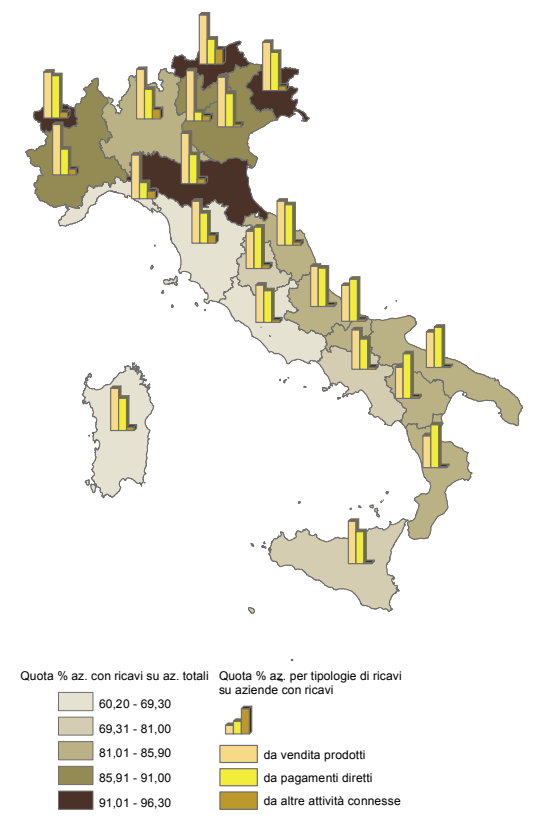 Quota % az. con ricavi su az. totali
60,20 - 69,30
69,31 - 81,00
81,01 - 85,90
85,91 - 91,00
91,01 - 96,30
Quota % az. per tipologie di ricavi
su aziende con ricavi
da vendita prodotti
da pagamenti diretti
da altre attività connesse